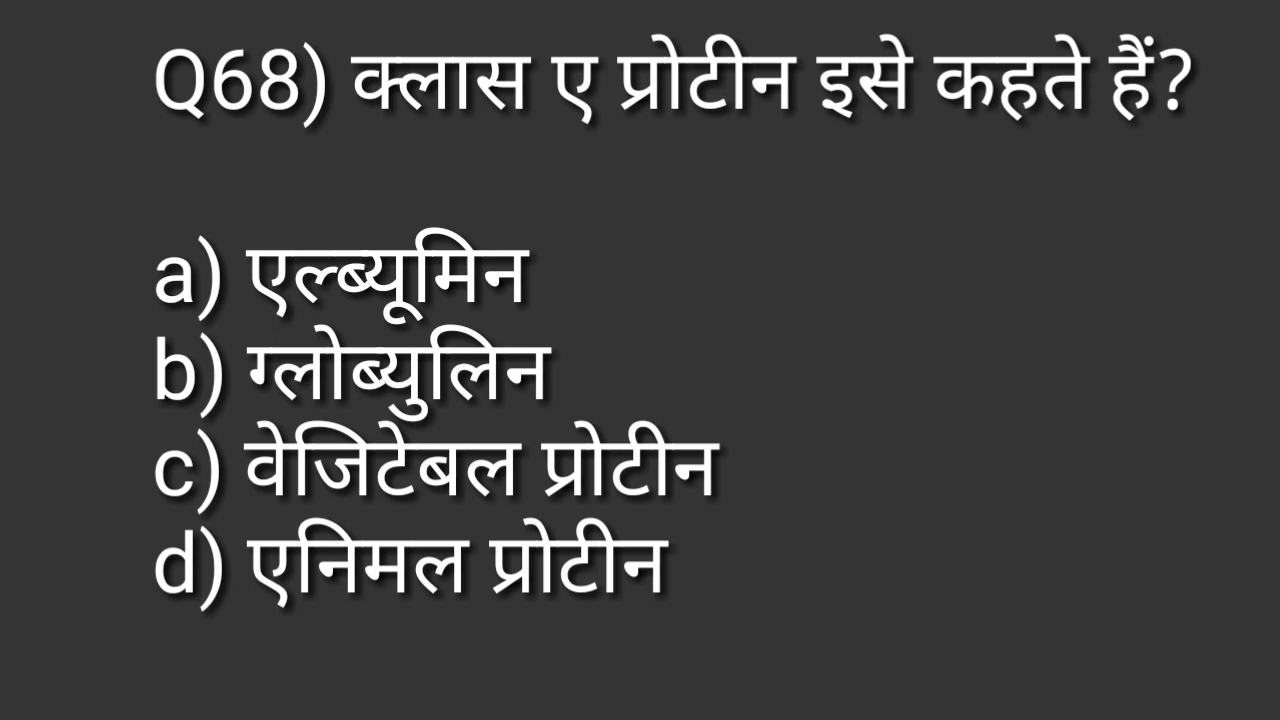 Q68) क्लास ए प्रोटीन इसे कहते हैं?
a) एल्ब्यूमिन
b) ग्लोब्युलिन
c) वेजिटेबल प्रोटीन
d) एनिमल प्रोटीन